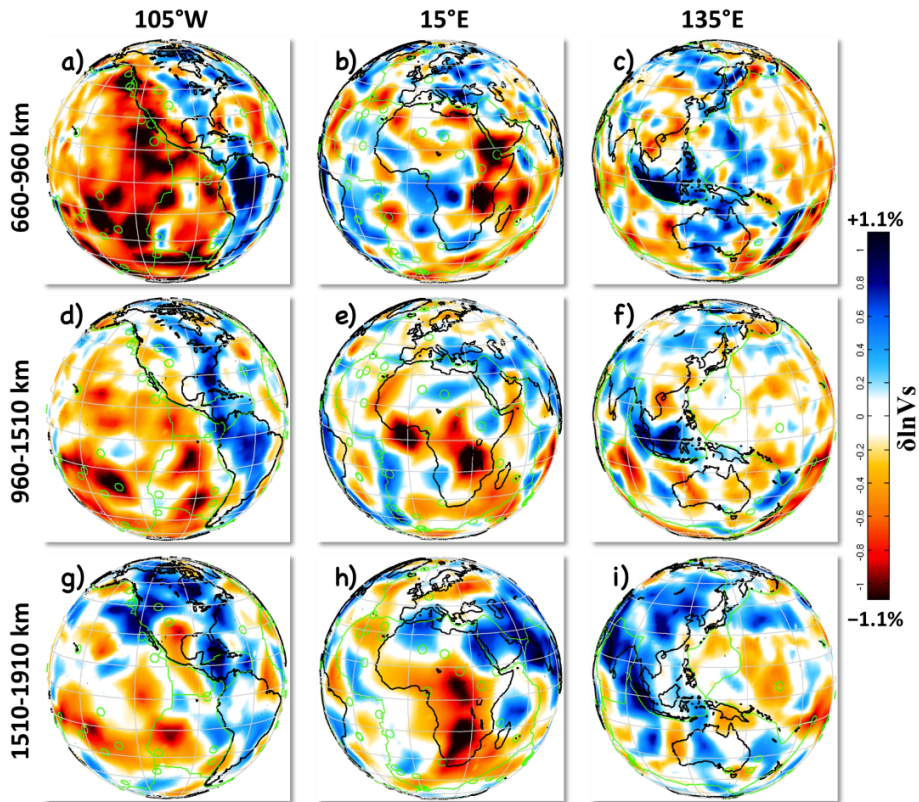 105°W 15°E 135°E
a) b) c)
660-960 km
d) e) f)
960-1510 km
g) h) i)
1510-1910 km
+1.1%
1
0.8
0.6
0.4
0.2
0
-0.2
-0.4
-0.6
-0.8
-1
δlnVs
−1.1%